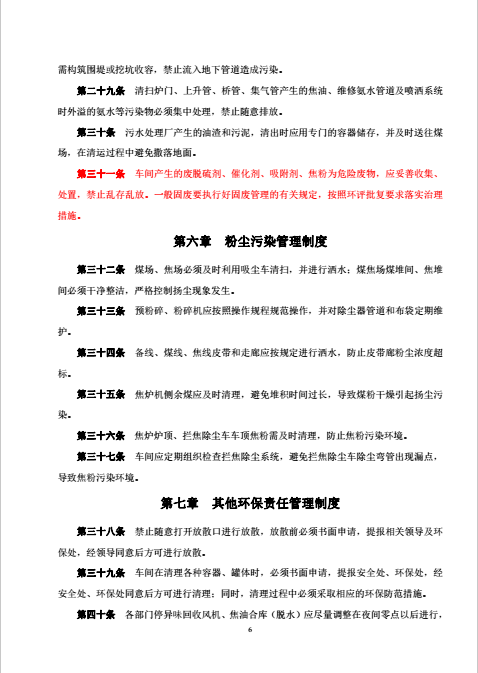 需构筑围堤或挖坑收容，禁止流入地下管道造成污染。
第二十九条　清扫炉门、上升管、桥管、集气管产生的焦油、维修氨水管道及喷洒系统
时外溢的氨水等污染物必须集中处理，禁止随意排放。
第三十条　污水处理厂产生的油渣和污泥，清出时应用专门的容器储存，并及时送往煤
场，在清运过程中避免撒落地面。
第三十一条　车间产生的废脱硫剂、催化剂、吸附剂、焦粉为危险废物，应妥善收集、
处置，禁止乱存乱放。一般固废要执行好固废管理的有关规定，按照环评批复要求落实治理
措施。
第六章　粉尘污染管理制度
第三十二条　煤场、焦场必须及时利用吸尘车清扫，并进行洒水；煤焦场煤堆间、焦堆
间必须干净整洁，严格控制扬尘现象发生。
第三十三条　预粉碎、粉碎机应按照操作规程规范操作，并对除尘器管道和布袋定期维
护。
第三十四条　备线、煤线、焦线皮带和走廊应按规定进行洒水，防止皮带廊粉尘浓度超
标。
第三十五条　焦炉机侧余煤应及时清理，避免堆积时间过长，导致煤粉干燥引起扬尘污
染。
第三十六条　焦炉炉顶、拦焦除尘车车顶焦粉需及时清理，防止焦粉污染环境。
第三十七条　车间应定期组织检查拦焦除尘系统，避免拦焦除尘车除尘弯管出现漏点，
导致焦粉污染环境。
第七章　其他环保责任管理制度
第三十八条　禁止随意打开放散口进行放散，放散前必须书面申请，提报相关领导及环
保处，经领导同意后方可进行放散。
第三十九条　车间在清理各种容器、罐体时，必须书面申请，提报安全处、环保处，经
安全处、环保处同意后方可进行清理；同时，清理过程中必须采取相应的环保防范措施。
第四十条　各部门停异味回收风机、焦油合库（脱水）应尽量调整在夜间零点以后进行，
6